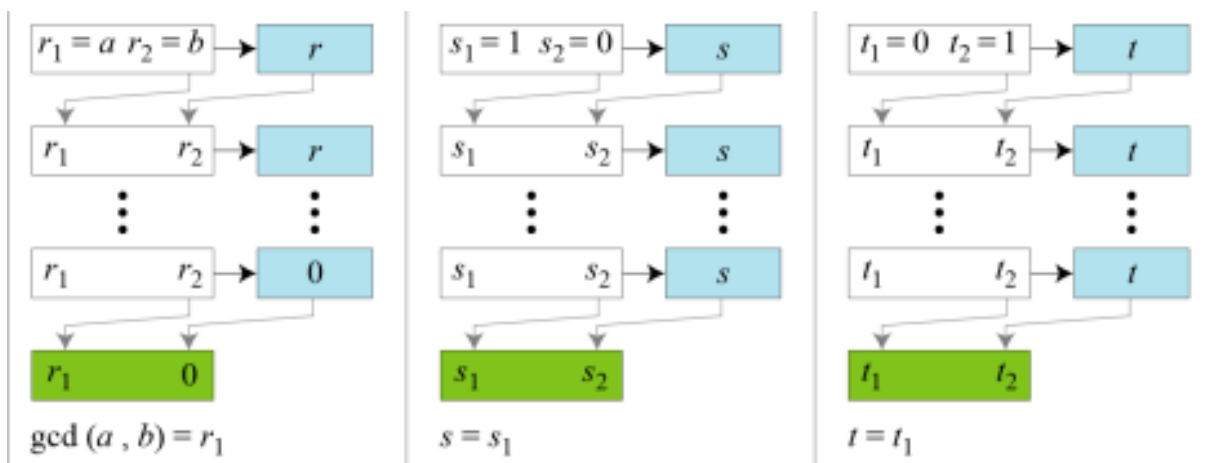 r₁ = a r₂ = b r s₁ = 1 s₂ = 0 s t₁ = 0 t₂ = 1 t
r₁ r₂ r s₁ s₂ s t₁ t₂ t
r₁ r₂ 0 s₁ s₂ s t₁ t₂ t
r₁ 0 s₁ s₂ t₁ t₂
gcd (a , b) = r₁ s = s₁ t = t₁